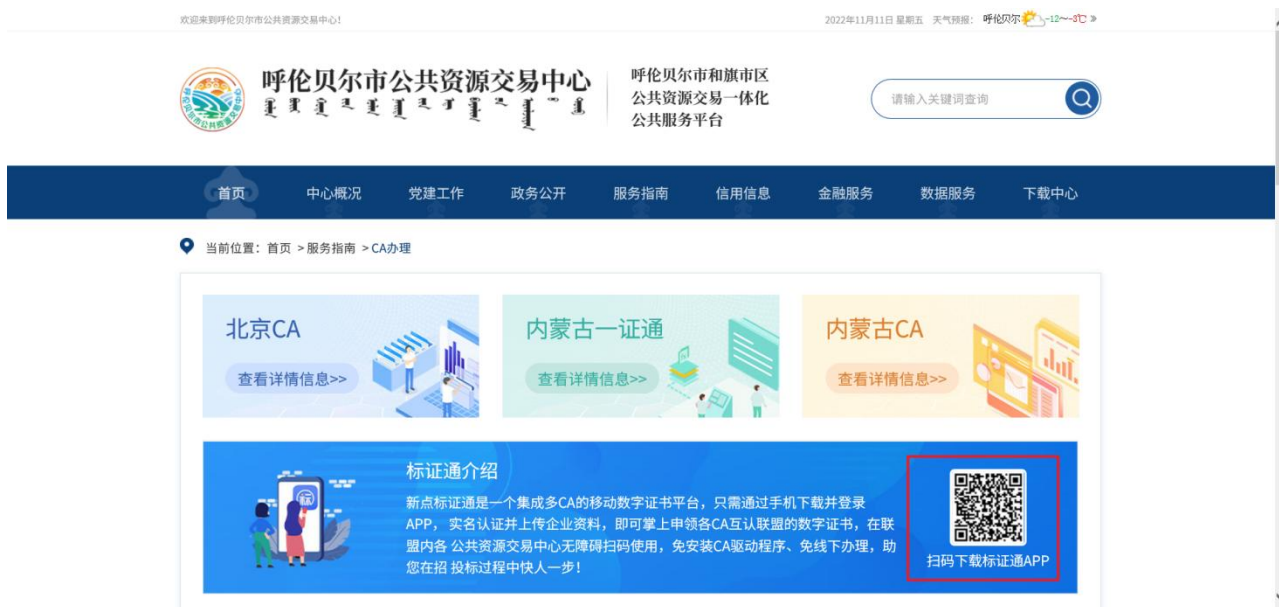 欢迎来到呼伦贝尔市公共资源交易中心!
2022年11月11日 星期五 天气预报: 呼伦贝尔 -12~-3℃ »
呼伦贝尔市公共资源交易中心
呼伦贝尔市和旗市区
公共资源交易一体化
公共服务平台
请输入关键词查询
首页 中心概况 党建工作 政务公开 服务指南 信用信息 金融服务 数据服务 下载中心
当前位置: 首页 > 服务指南 > CA办理
北京CA
查看详情信息>>
内蒙古一证通
查看详情信息>>
内蒙古CA
查看详情信息>>
标证通介绍
新点标证通是一个集成多CA的移动数字证书平台，只需通过手机下载并登录
APP， 实名认证并上传企业资料，即可掌上申领各CA互认联盟的数字证书，在联
盟内各 公共资源交易中心无障碍扫码使用，免安装CA驱动程序、免线下办理，助
您在招 投标过程中快人一步！
扫码下载标证通APP